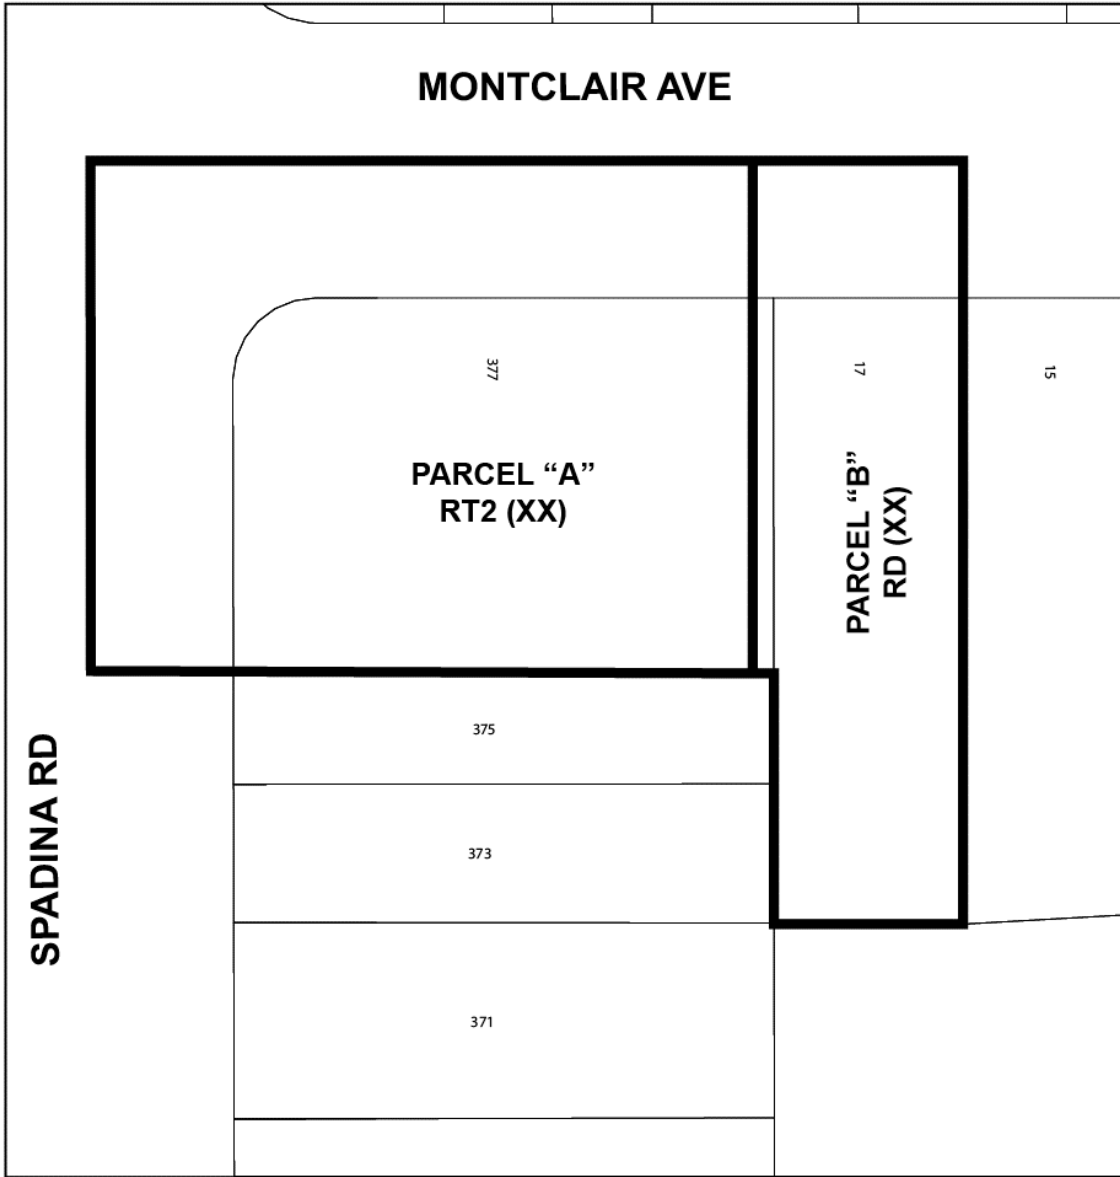 MONTCLAIR AVE
377
17
15
PARCEL “A”
RT2 (XX)
PARCEL “B”
RD (XX)
375
SPADINA RD
373
371